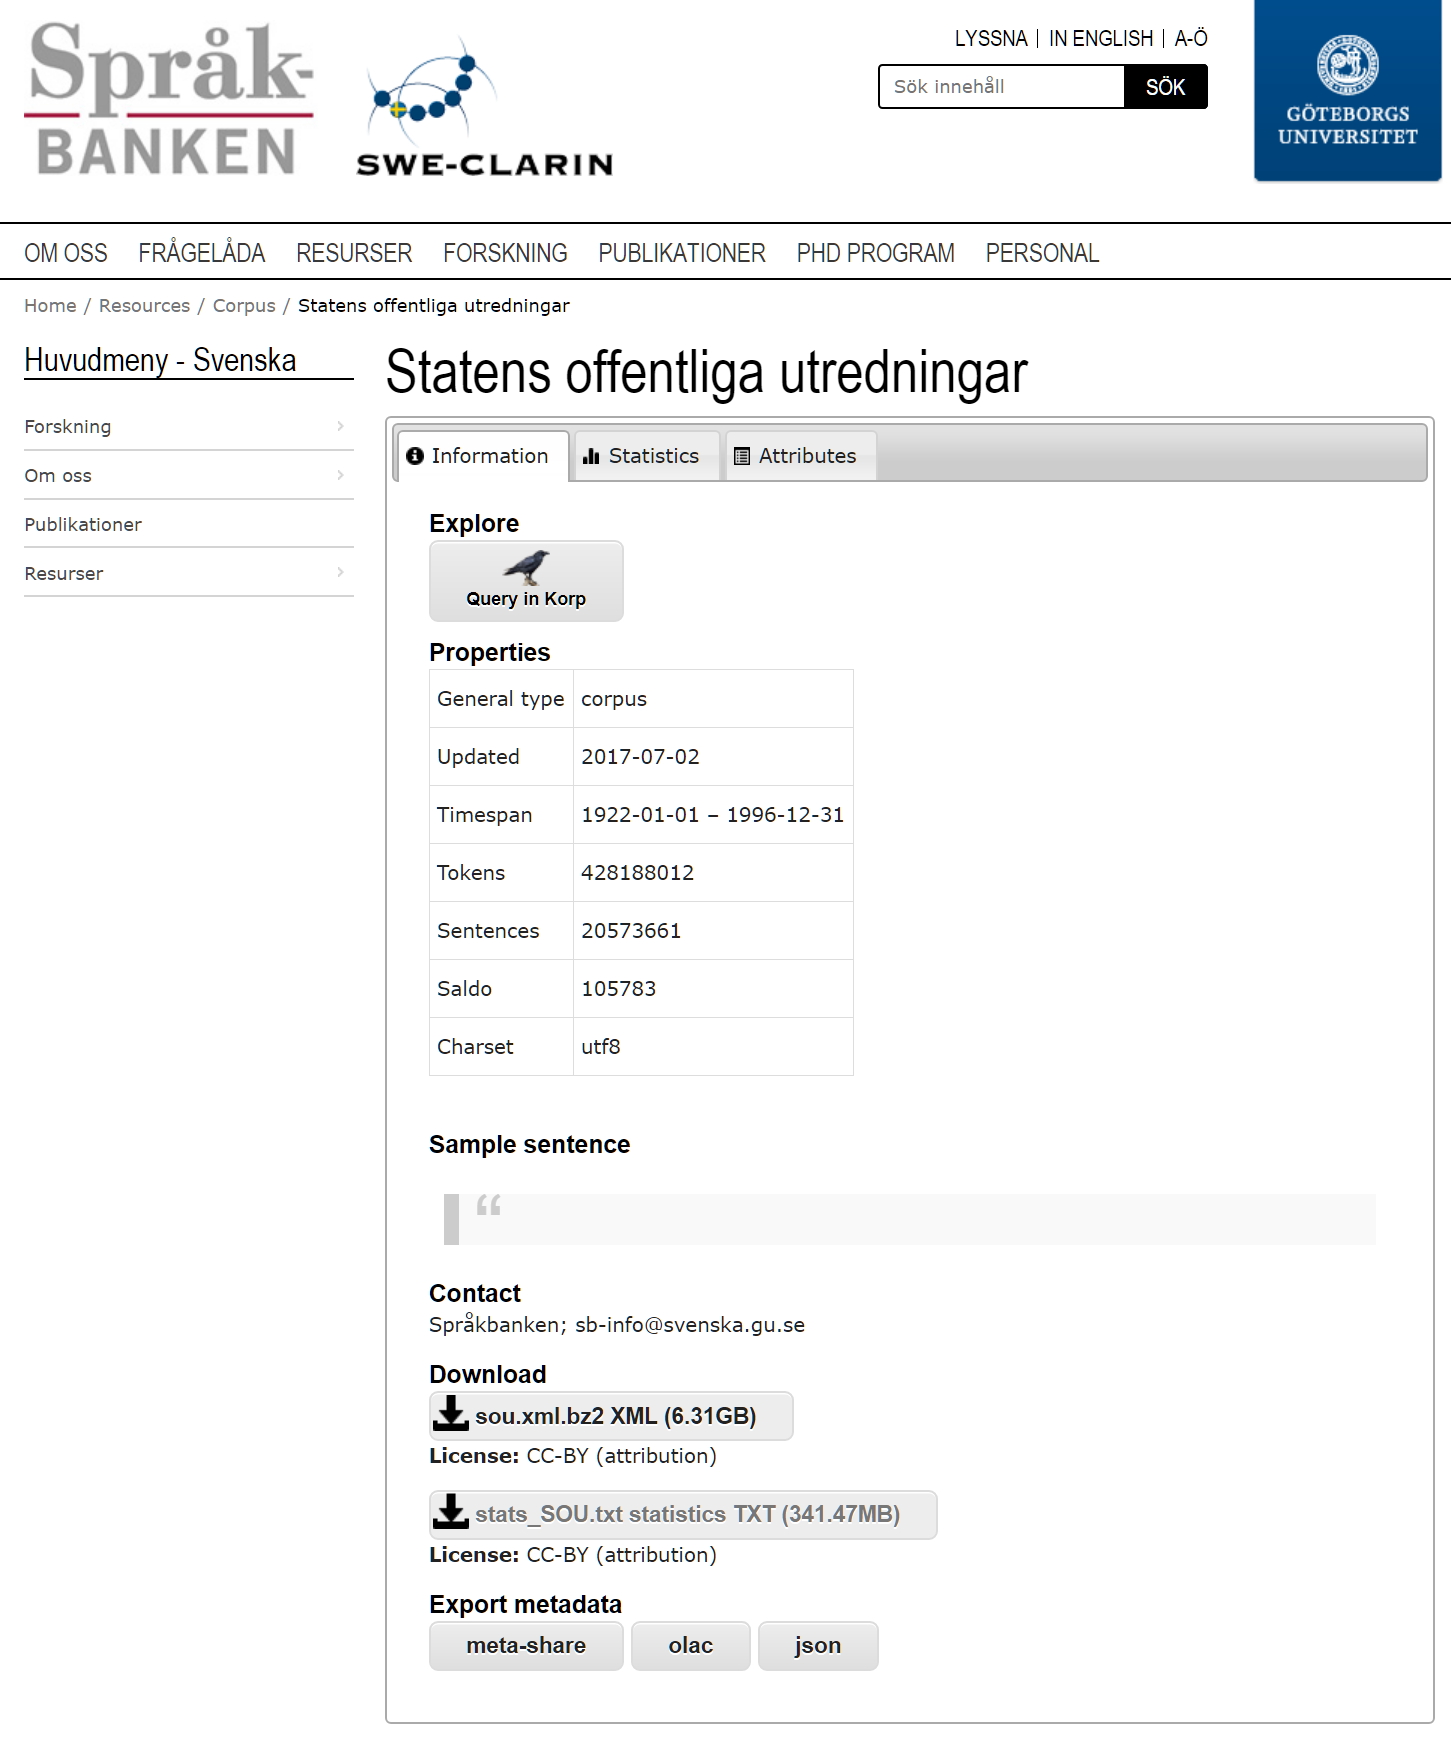 Språk-
BANKEN
SWE-CLARIN
LYSSNA | IN ENGLISH | A-Ö
Sök innehåll SÖK
GÖTEBORGS
UNIVERSITET
OM OSS FRÅGELÅDA RESURSER FORSKNING PUBLIKATIONER PHD PROGRAM PERSONAL
Home / Resources / Corpus / Statens offentliga utredningar
Huvudmeny - Svenska
Forskning
Om oss
Publikationer
Resurser
Statens offentliga utredningar
Information Statistics Attributes
Explore
Query in Korp
Properties
General type corpus
Updated 2017-07-02
Timespan 1922-01-01 – 1996-12-31
Tokens 428188012
Sentences 20573661
Saldo 105783
Charset utf8
Sample sentence
“
Contact
Språkbanken; sb-info@svenska.gu.se
Download
sou.xml.bz2 XML (6.31GB)
License: CC-BY (attribution)
stats_SOU.txt statistics TXT (341.47MB)
License: CC-BY (attribution)
Export metadata
meta-share olac json